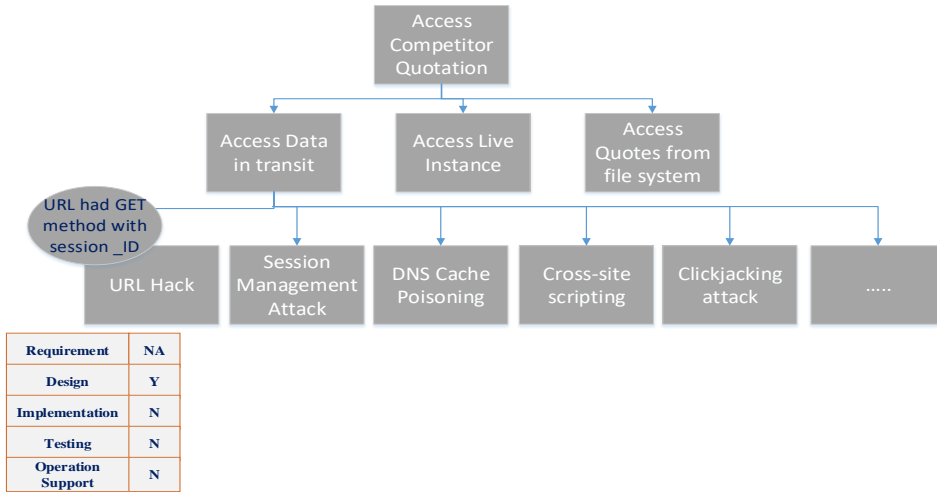 Access
Competitor
Quotation
Access Data
in transit
Access Live
Instance
Access
Quotes from
file system
URL had GET
method with
session _ID
URL Hack
Session
Management
Attack
DNS Cache
Poisoning
Cross-site
scripting
Clickjacking
attack
.....
Requirement NA
Design Y
Implementation N
Testing N
Operation
Support N